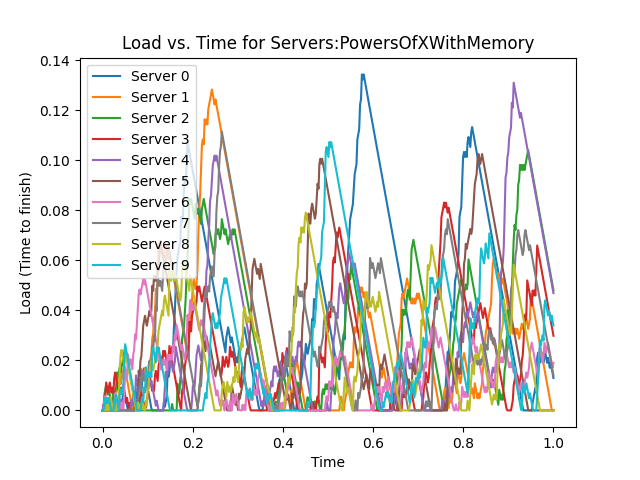 Load vs. Time for Servers:PowersOfXWithMemory
Load (Time to finish)
0.14
0.12
0.10
0.08
0.06
0.04
0.02
0.00
Server 0
Server 1
Server 2
Server 3
Server 4
Server 5
Server 6
Server 7
Server 8
Server 9
0.0
0.2
0.4
0.6
0.8
1.0
Time